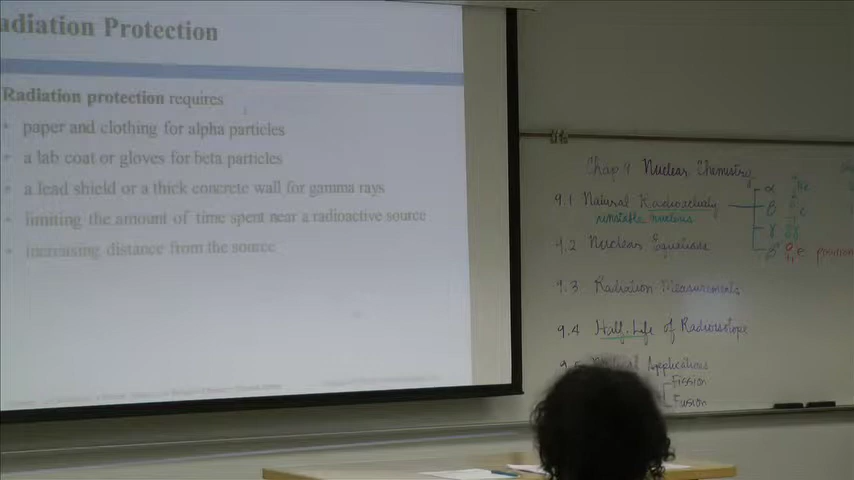 adiation Protection
Radiation protection requires
• paper and clothing for alpha particles
• a lab coat or gloves for beta particles
• a lead shield or a thick concrete wall for gamma rays
• limiting the amount of time spent near a radioactive source
• increasing distance from the source
Chap 9 Nuclear Chemistry
9.1 Natural Radioactivity
unstable nucleus
α
β
γ
β⁺ e positron
9.2 Nuclear Equations
9.3 Radiation Measurements
9.4 Half-Life of Radioisotope
9.5 Applications
Fission
Fusion